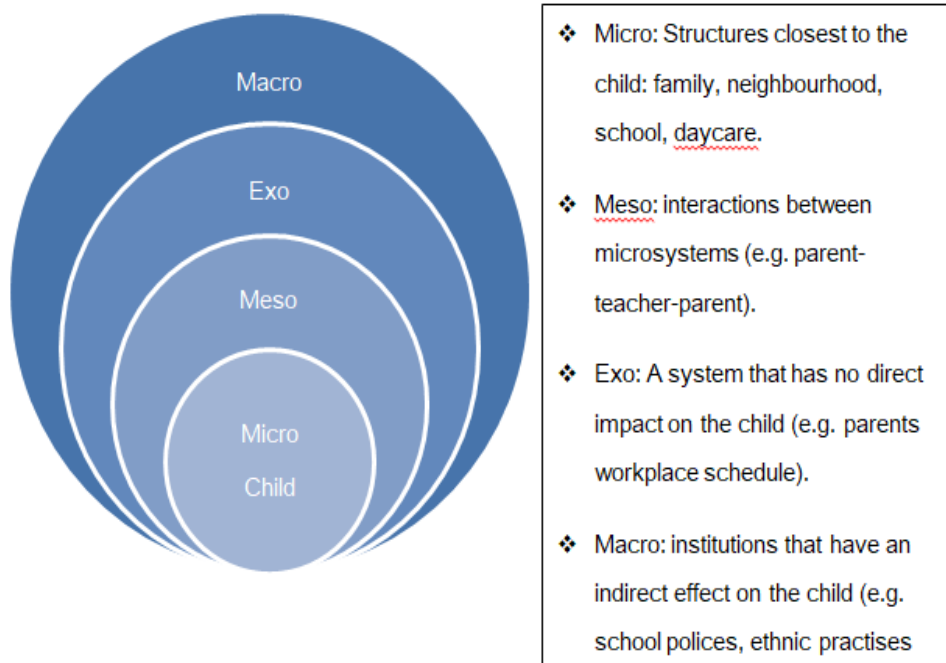 Macro
Exo
Meso
Micro
Child
❖ Micro: Structures closest to the
child: family, neighbourhood,
school, daycare.
❖ Meso: interactions between
microsystems (e.g. parent-
teacher-parent).
❖ Exo: A system that has no direct
impact on the child (e.g. parents
workplace schedule).
❖ Macro: institutions that have an
indirect effect on the child (e.g.
school polices, ethnic practises